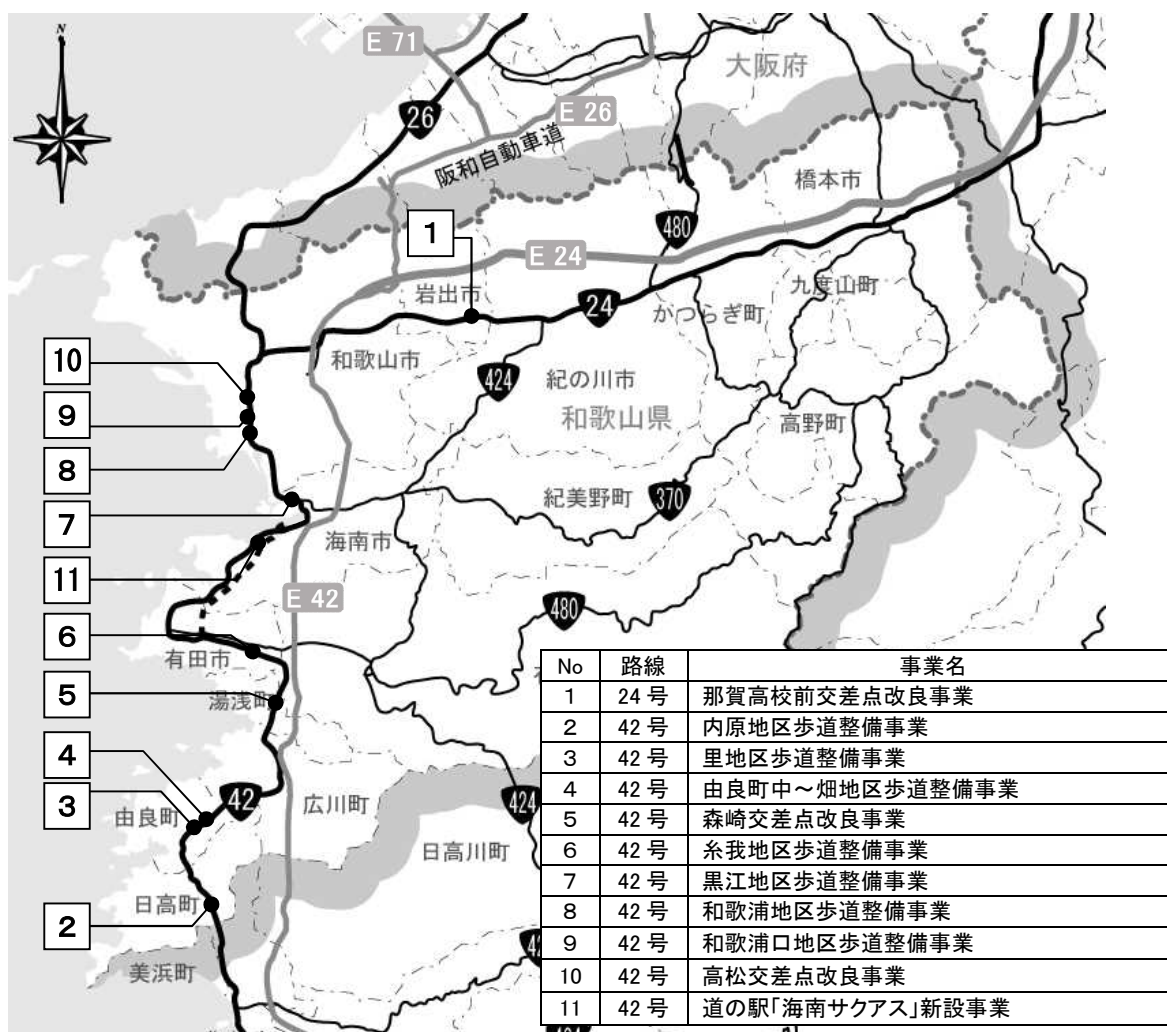 N
E 71
大阪府
26
E 26
阪和自動車道
橋本市
1
480
E 24
岩出市
九度山町
24
かつらぎ町
10
和歌山市
424
紀の川市
9
和歌山県
高野町
8
紀美野町
370
7
海南市
11
E 42
480
6
有田市
5
湯浅町
4
42
広川町
424
3
由良町
日高川町
日高町
2
美浜町
No 路線 事業名
1 24号 那賀高校前交差点改良事業
2 42号 内原地区歩道整備事業
3 42号 里地区歩道整備事業
4 42号 由良町中～畑地区歩道整備事業
5 42号 森崎交差点改良事業
6 42号 糸我地区歩道整備事業
7 42号 黒江地区歩道整備事業
8 42号 和歌浦地区歩道整備事業
9 42号 和歌浦口地区歩道整備事業
10 42号 高松交差点改良事業
11 42号 道の駅「海南サクアス」新設事業